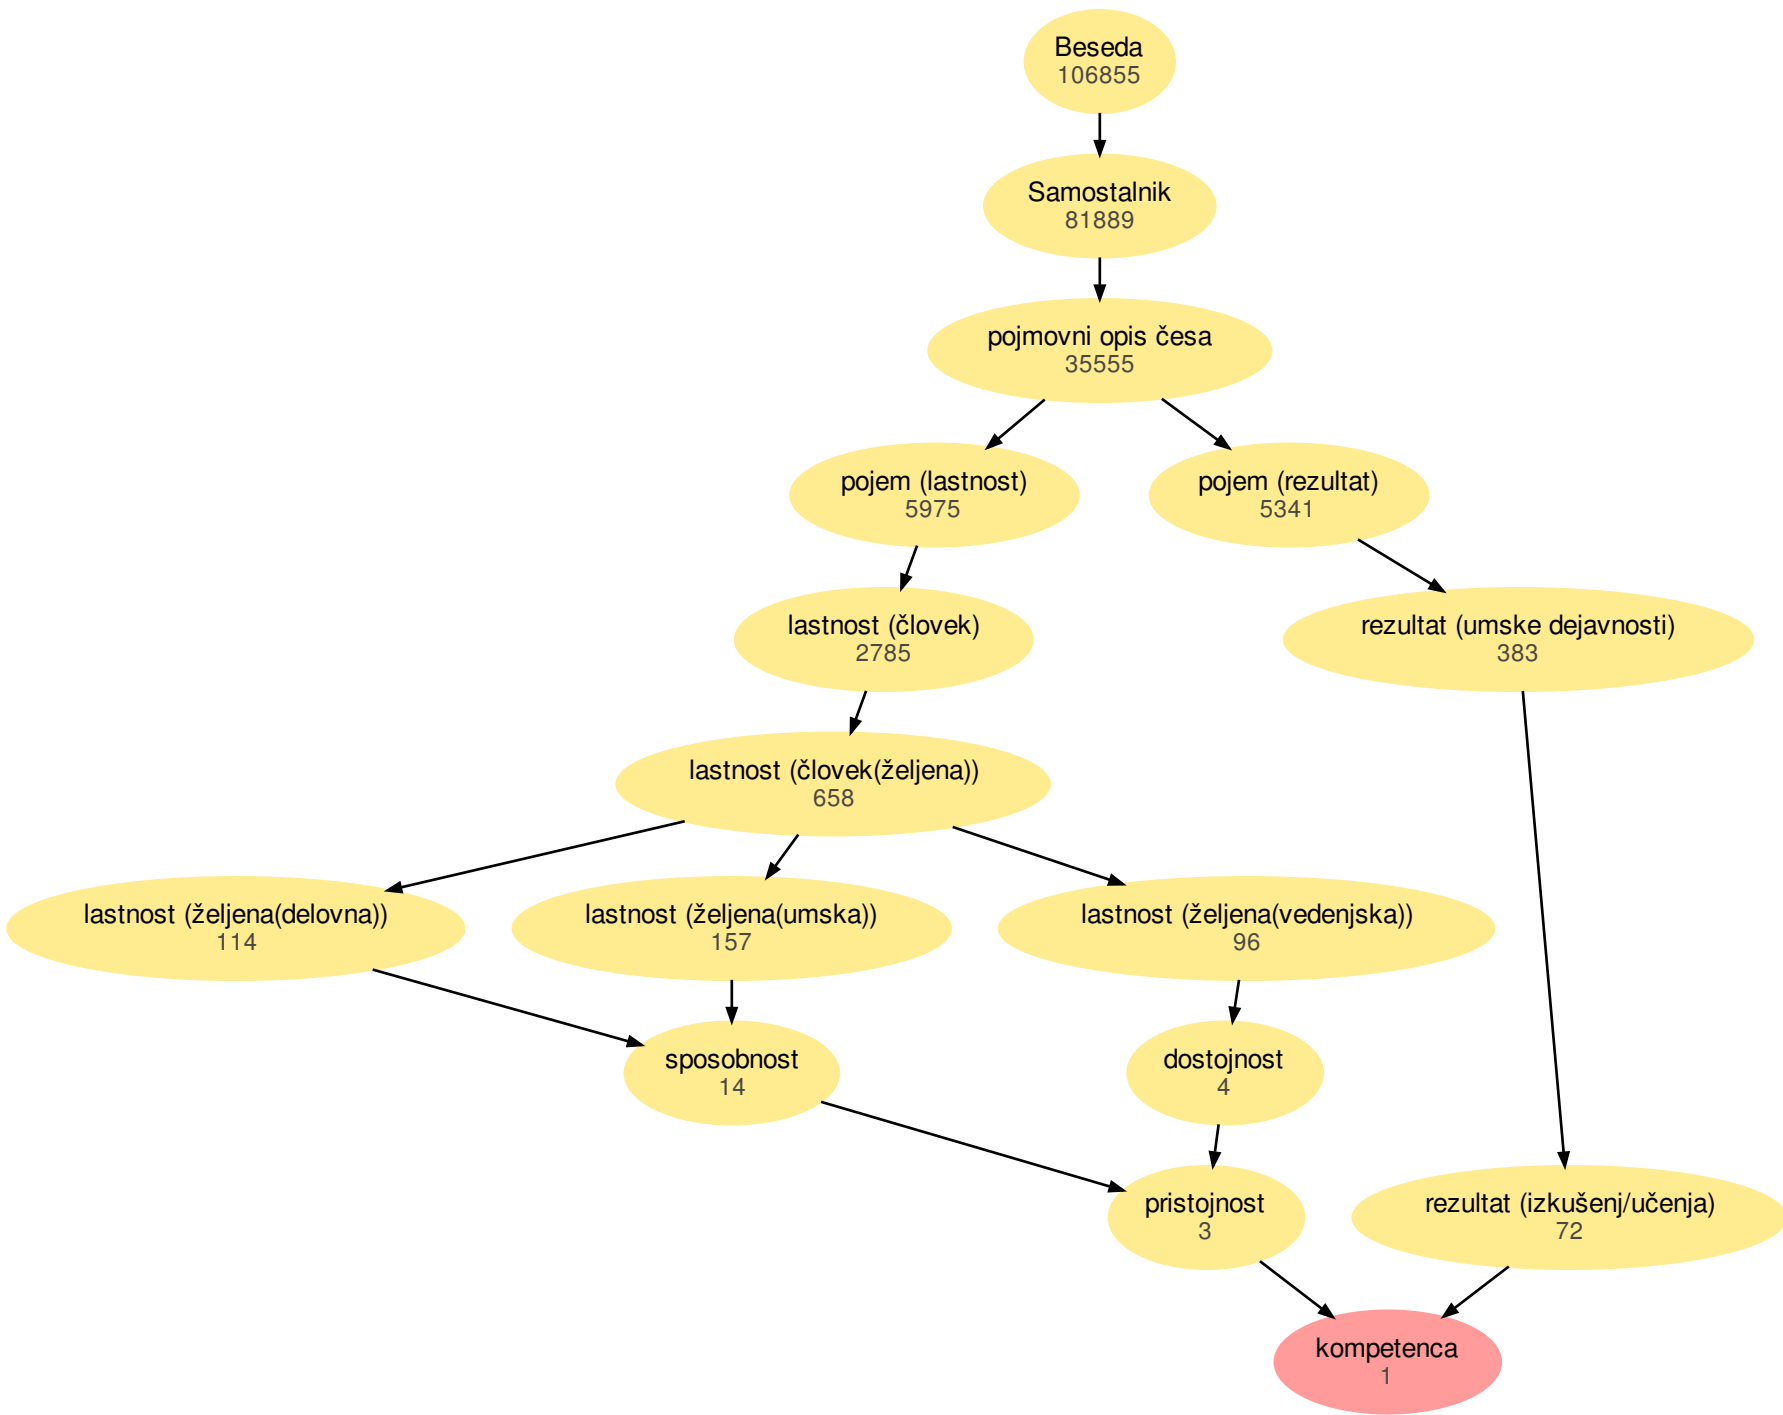 Beseda
106855
Samostalnik
81889
pojmovni opis česa
35555
pojem (lastnost)
5975
pojem (rezultat)
5341
lastnost (človek)
2785
rezultat (umske dejavnosti)
383
lastnost (človek(željena))
658
lastnost (željena(delovna))
114
lastnost (željena(umska))
157
lastnost (željena(vedenjska))
96
sposobnost
14
dostojnost
4
pristojnost
3
rezultat (izkušenj/učenja)
72
kompetenca
1